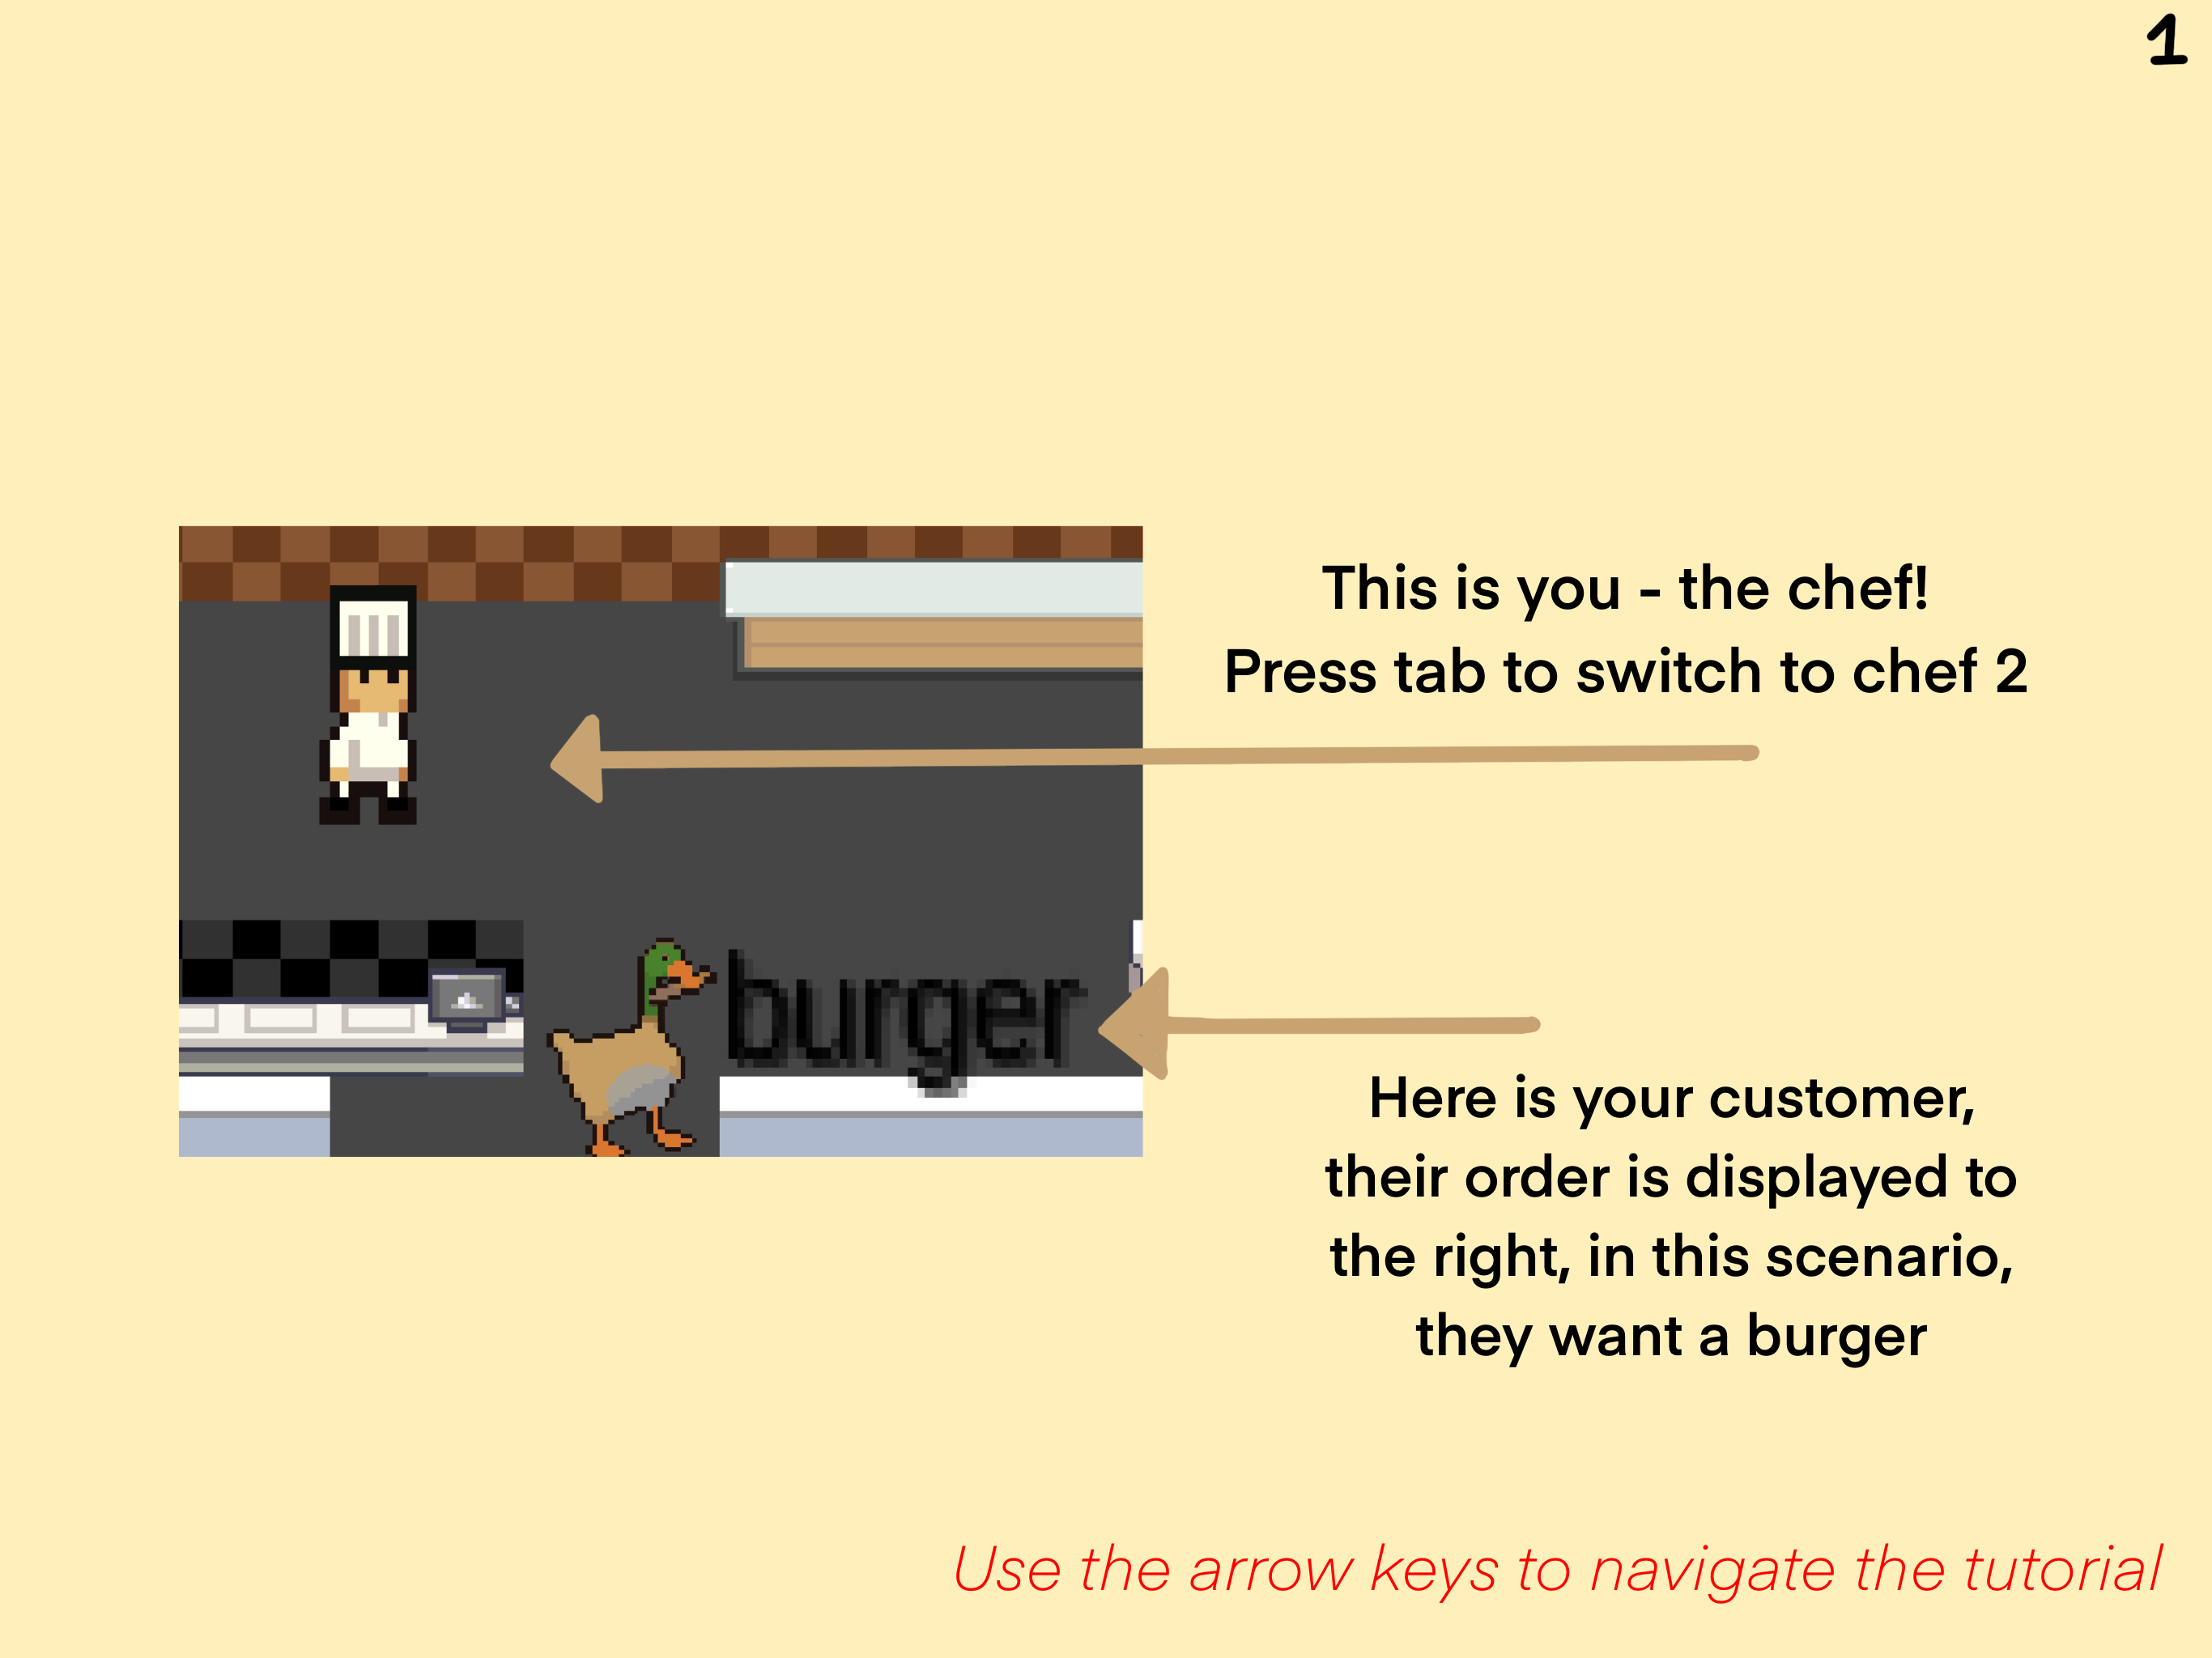 1
This is you - the chef!
Press tab to switch to chef 2
burger
Here is your customer,
their order is displayed to
the right, in this scenario,
they want a burger
Use the arrow keys to navigate the tutorial